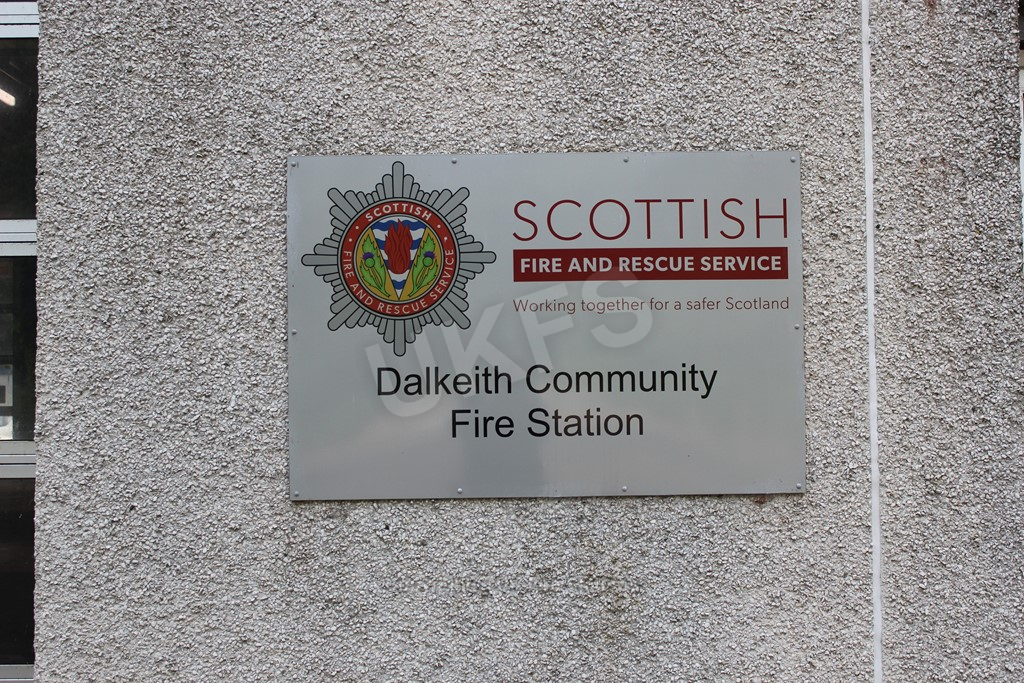 SCOTTISH
FIRE AND RESCUE SERVICE
SCOTTISH
FIRE AND RESCUE SERVICE
Working together for a safer Scotland
UKFS
Dalkeith Community
Fire Station